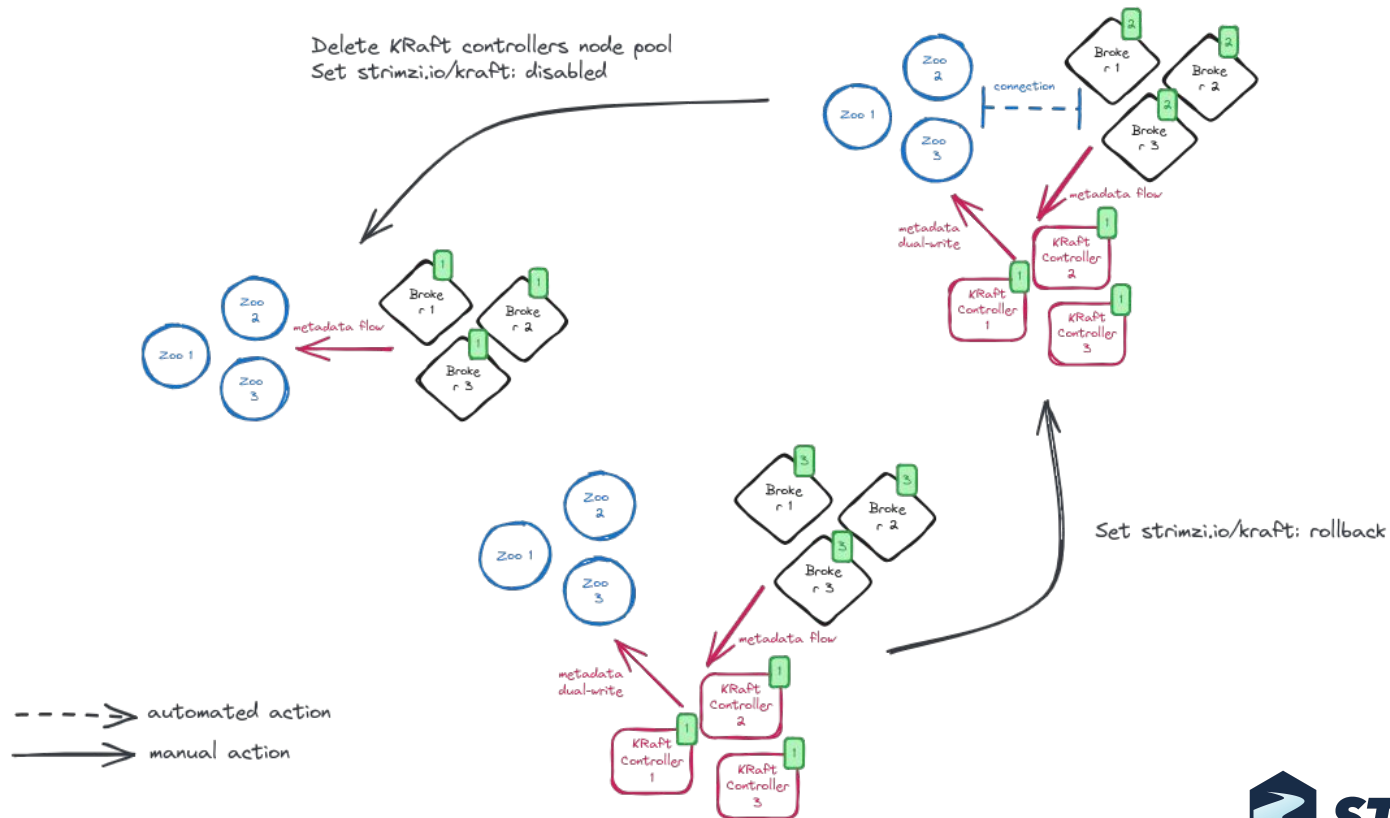 Delete KRaft controllers node pool
Set strimzi.io/kraft: disabled
Zoo 1
Zoo
2
Zoo
3
connection
2
Broke
r 1
2
Broke
r 2
2
Broke
r 3
metadata flow
metadata
dual-write
1
KRaft
Controller
1
1
KRaft
Controller
2
1
KRaft
Controller
3
Zoo 1
Zoo
2
Zoo
3
metadata flow
1
Broke
r 1
1
Broke
r 2
1
Broke
r 3
Set strimzi.io/kraft: rollback
Zoo 1
Zoo
2
Zoo
3
3
Broke
r 1
3
Broke
r 2
3
Broke
r 3
metadata flow
metadata
dual-write
1
KRaft
Controller
1
1
KRaft
Controller
2
1
KRaft
Controller
3
automated action
manual action
ST